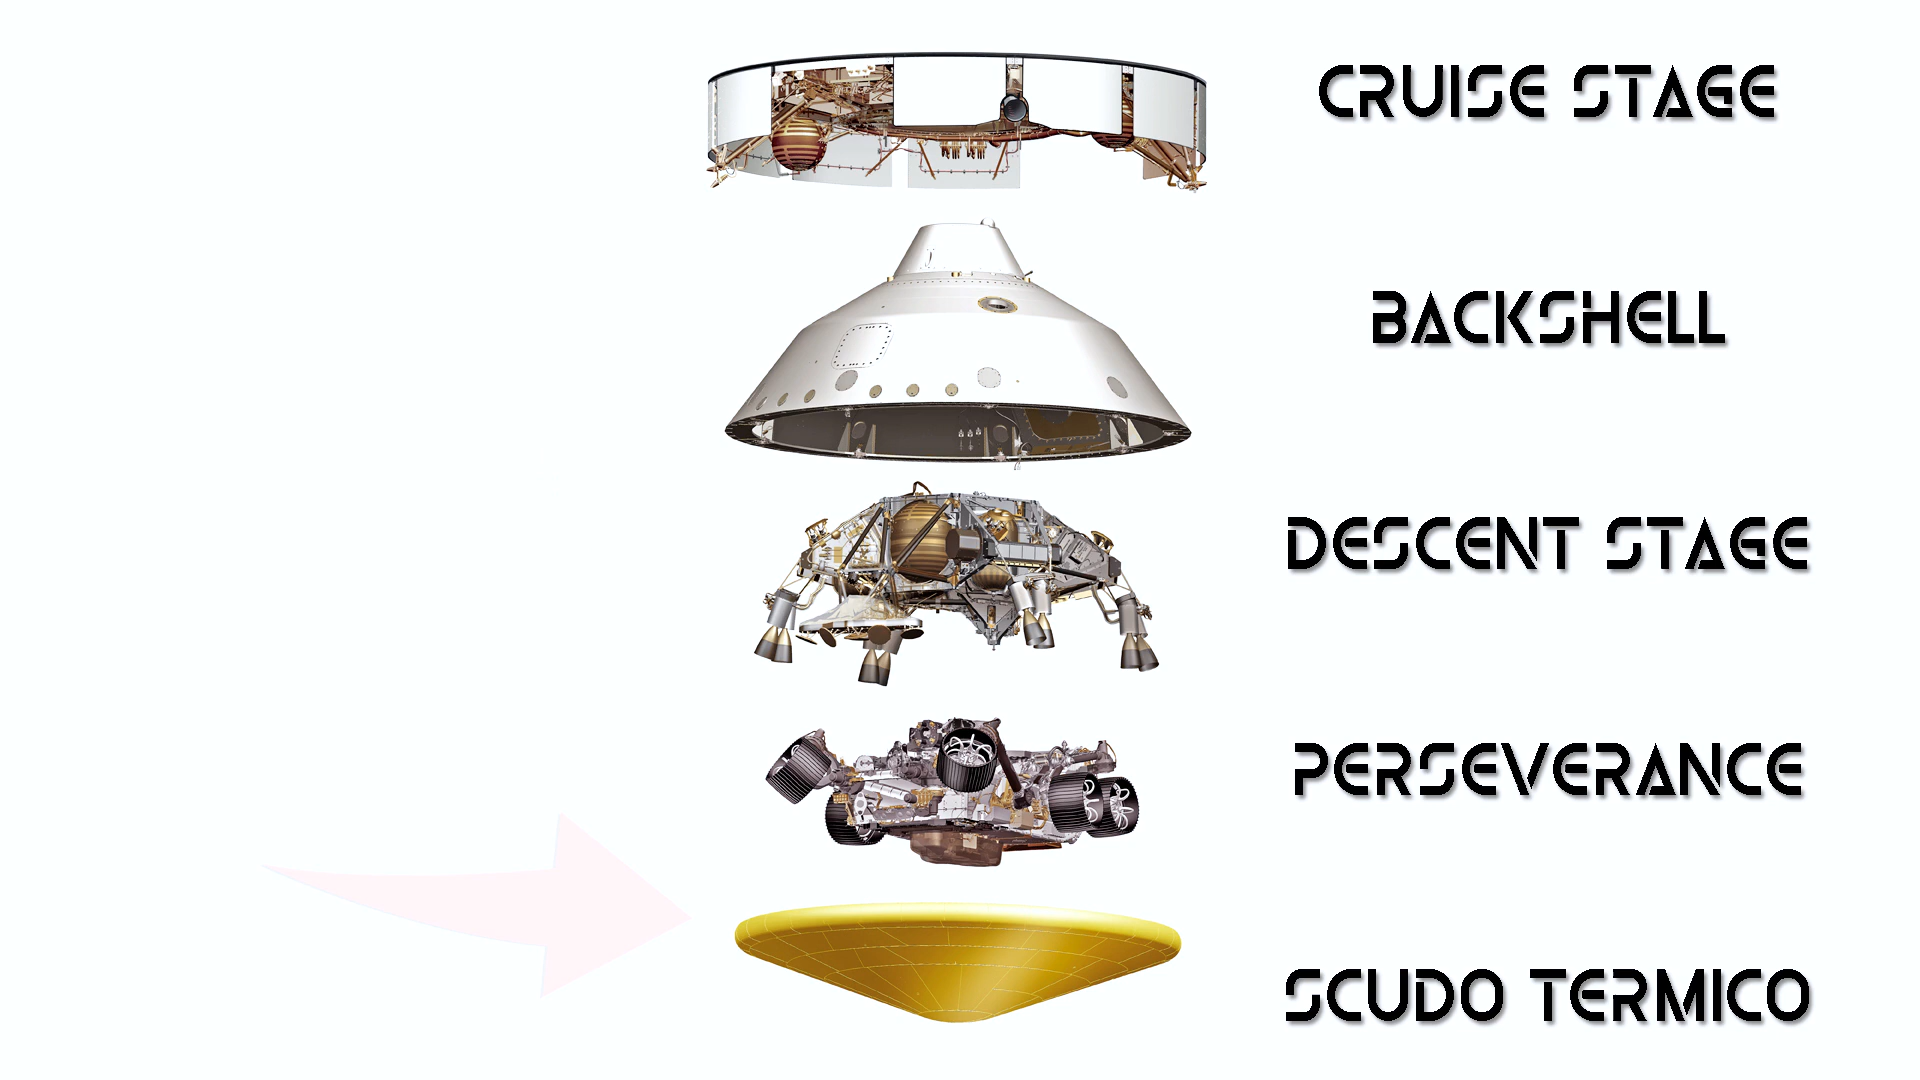 CRUISE STAGE
BACKSHELL
DESCENT STAGE
PERSEVERANCE
SCUDO TERMICO